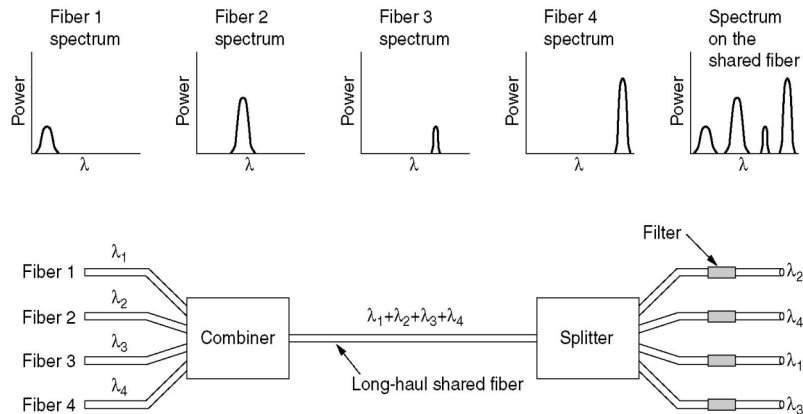 Fiber 1
spectrum
Fiber 2
spectrum
Fiber 3
spectrum
Fiber 4
spectrum
Spectrum
on the
shared fiber
Power
λ
Power
λ
Power
λ
Power
λ
Power
λ
Filter
Fiber 1
λ₁
Fiber 2
λ₂
Fiber 3
λ₃
Fiber 4
λ₄
Combiner
λ₁+λ₂+λ₃+λ₄
Long-haul shared fiber
Splitter
λ₂
λ₄
λ₁
λ₃